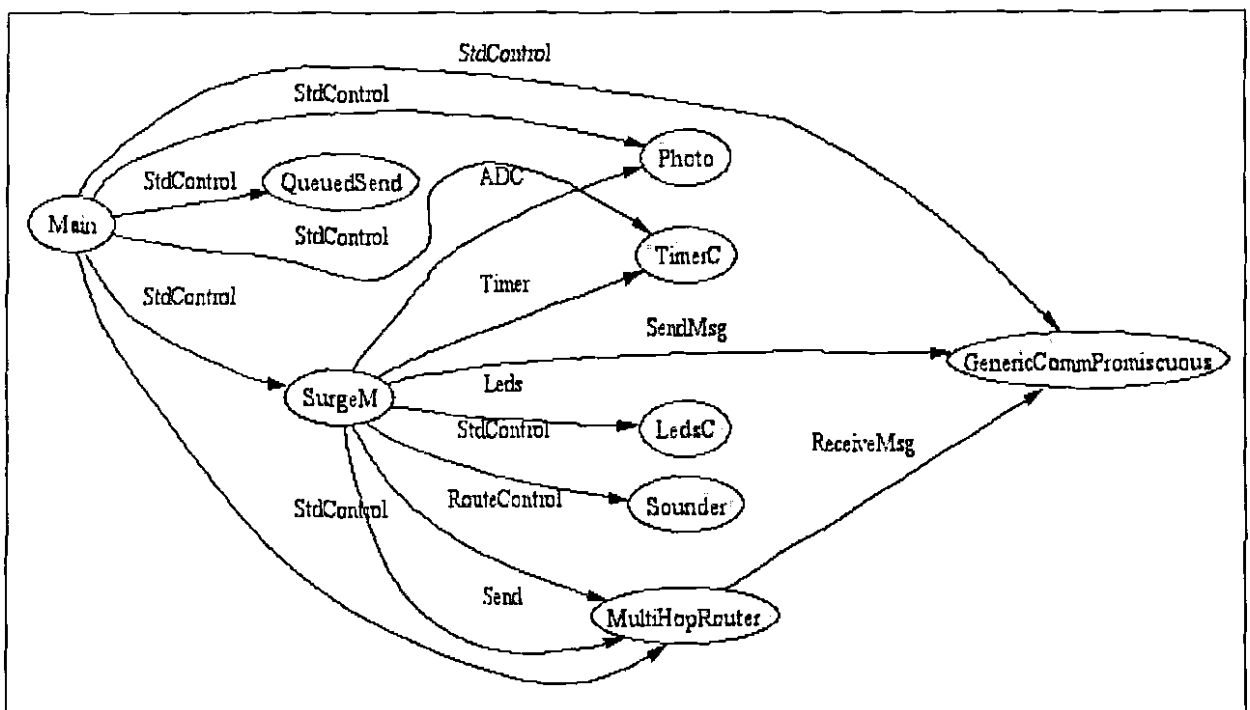 StdControl
StdControl
Photo
StdControl
QueuedSend
ADC
Main
StdControl
TimerC
StdControl
Timer
SendMsg
GenericCommPromiscuous
SurgeM
Leds
StdControl
LedsC
ReceiveMsg
StdControl
RouteControl
Sounder
Send
MultiHopRouter